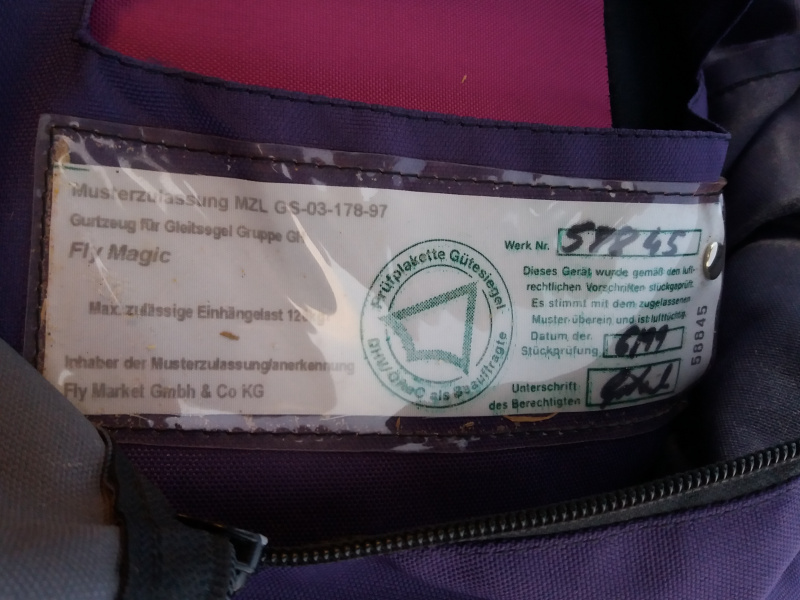 Musterzulassung MZL GS-03-178-97
Gurtzeug für Gleitsegel Gruppe GH
Fly Magic
Max. zulässige Einhängelast 120
Inhaber der Musterzulassung/anerkennung
Fly Market Gmbh & Co KG
Prüfplakette Gütesiegel
DHV/ÖAeC als Beauftragte
Werk Nr. 58845
Dieses Gerät wurde gemäß den luft-
rechtlichen Vorschriften stückgeprüft.
Es stimmt mit dem zugelassenen
Muster überein und ist lufttüchtig.
Datum der
Stückprüfung 6/99
Unterschrift
des Berechtigten
58845